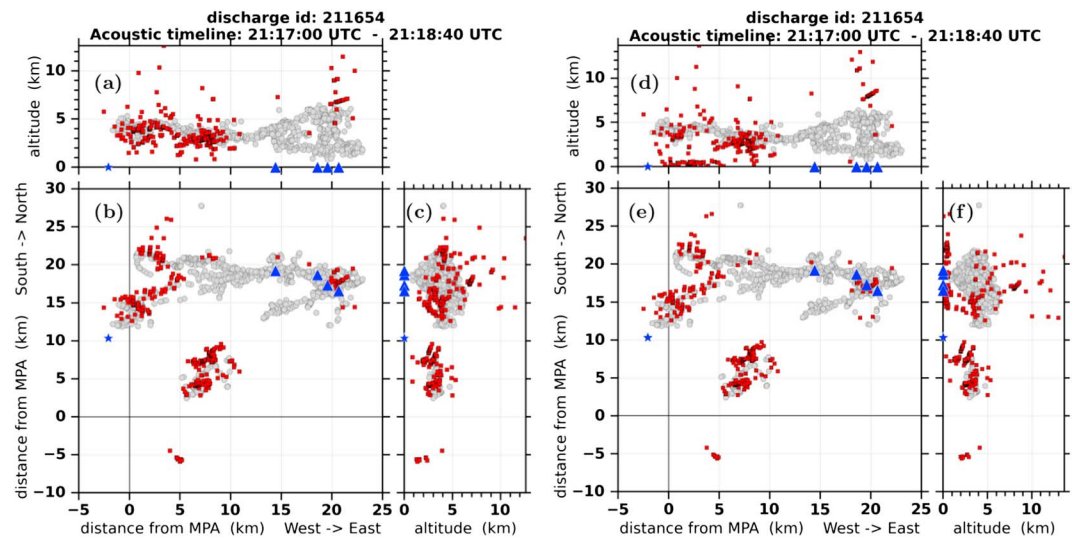 discharge id: 211654
Acoustic timeline: 21:17:00 UTC - 21:18:40 UTC
altitude (km)
10
5
0
(a)
distance from MPA (km) South -> North
30
25
20
15
10
5
0
−5
−10
(b)
(c)
−5 0 5 10 15 20 25
0 5 10
distance from MPA (km) West -> East
altitude (km)
discharge id: 211654
Acoustic timeline: 21:17:00 UTC - 21:18:40 UTC
altitude (km)
10
5
0
(d)
distance from MPA (km) South -> North
30
25
20
15
10
5
0
−5
−10
(e)
(f)
−5 0 5 10 15 20 25
0 5 10
distance from MPA (km) West -> East
altitude (km)